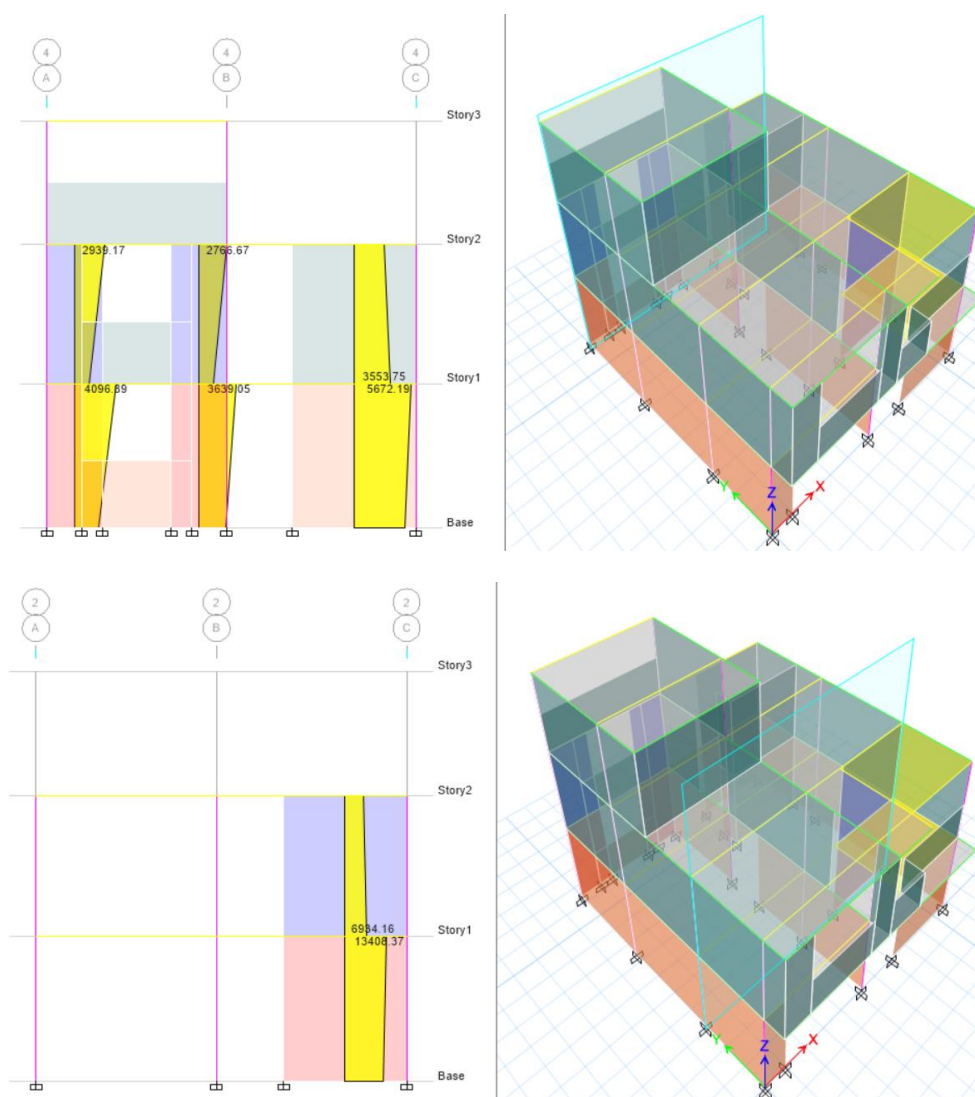 4 4 4
A B C
Story3
Story2
2939.17 2766.67
Story1
3553.75
4096.89 3639.05 5672.19
Base
Z
Y X
2 2 2
A B C
Story3
Story2
Story1
6934.16
13408.37
Base
Z
Y X